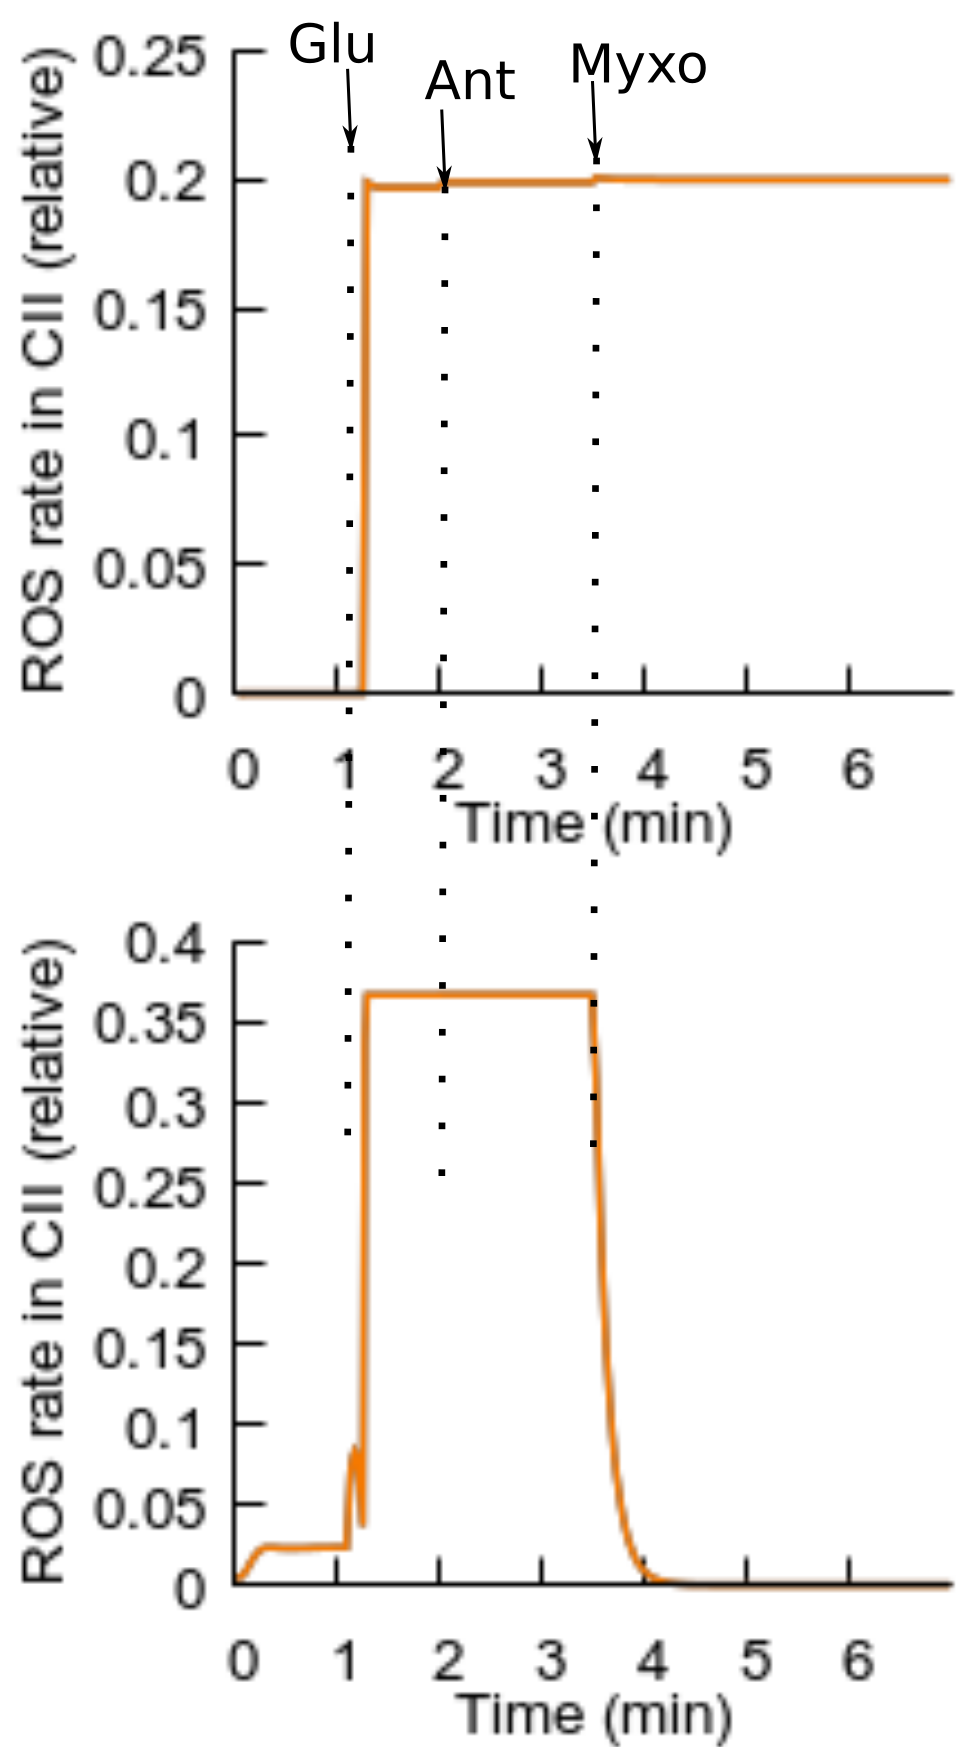 Glu
Ant
Myxo
ROS rate in CII (relative)
0.25
0.2
0.15
0.1
0.05
0
0 1 2 3 4 5 6
Time (min)
ROS rate in CII (relative)
0.4
0.35
0.3
0.25
0.2
0.15
0.1
0.05
0
0 1 2 3 4 5 6
Time (min)